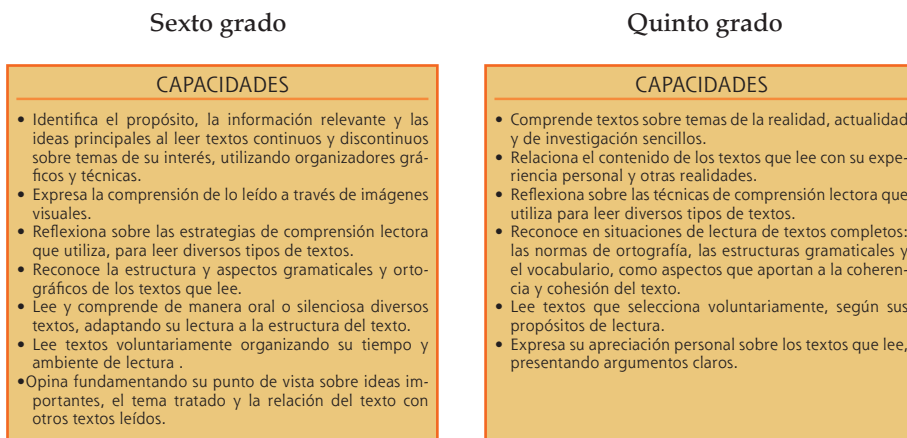 Sexto grado
CAPACIDADES
• Identifica el propósito, la información relevante y las
ideas principales al leer textos continuos y discontinuos
sobre temas de su interés, utilizando organizadores grá-
ficos y técnicas.
• Expresa la comprensión de lo leído a través de imágenes
visuales.
• Reflexiona sobre las estrategias de comprensión lectora
que utiliza, para leer diversos tipos de textos.
• Reconoce la estructura y aspectos gramaticales y orto-
gráficos de los textos que lee.
• Lee y comprende de manera oral o silenciosa diversos
textos, adaptando su lectura a la estructura del texto.
• Lee textos voluntariamente organizando su tiempo y
ambiente de lectura .
•Opina fundamentando su punto de vista sobre ideas im-
portantes, el tema tratado y la relación del texto con
otros textos leídos.
Quinto grado
CAPACIDADES
• Comprende textos sobre temas de la realidad, actualidad
y de investigación sencillos.
• Relaciona el contenido de los textos que lee con su expe-
riencia personal y otras realidades.
• Reflexiona sobre las técnicas de comprensión lectora que
utiliza para leer diversos tipos de textos.
• Reconoce en situaciones de lectura de textos completos:
las normas de ortografía, las estructuras gramaticales y
el vocabulario, como aspectos que aportan a la coheren-
cia y cohesión del texto.
• Lee textos que selecciona voluntariamente, según sus
propósitos de lectura.
• Expresa su apreciación personal sobre los textos que lee,
presentando argumentos claros.